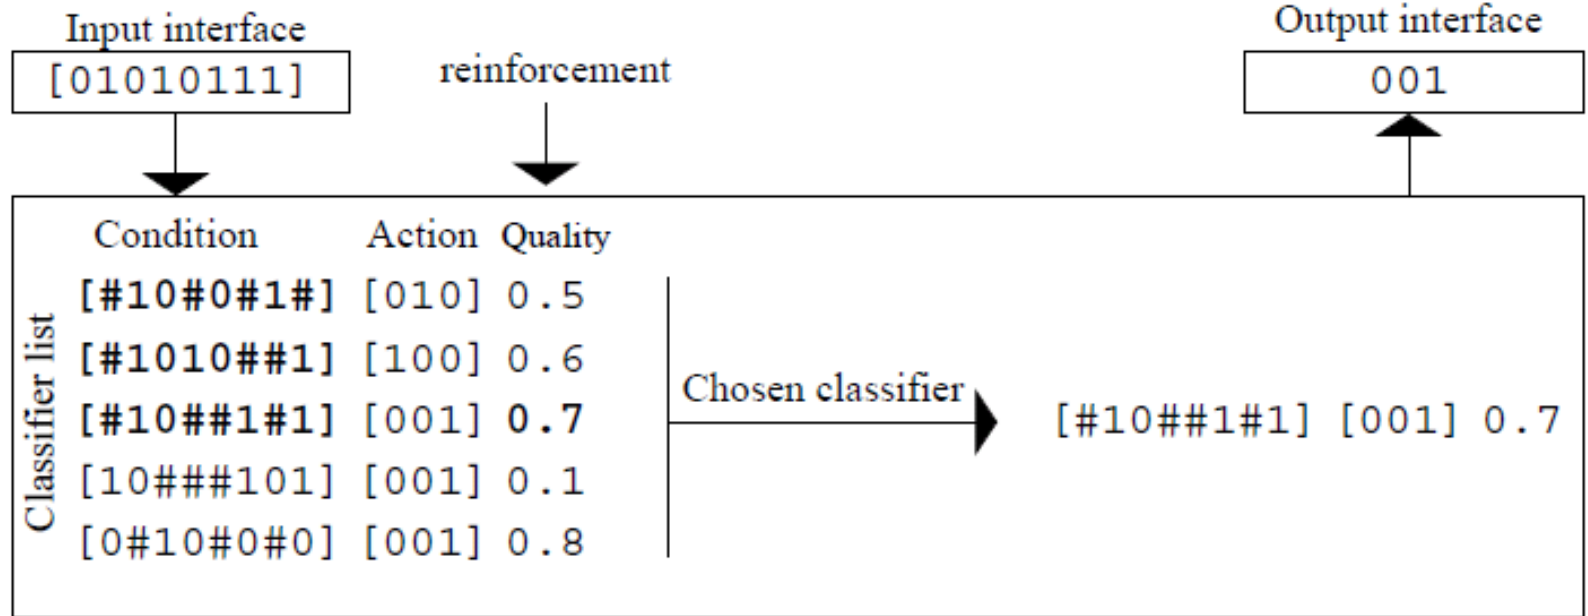 Input interface
[01010111]
reinforcement
Output interface
001
Condition Action Quality
Classifier list
[#10#0#1#] [010] 0.5
[#1010##1] [100] 0.6
[#10##1#1] [001] 0.7
[10###101] [001] 0.1
[0#10#0#0] [001] 0.8
Chosen classifier
[#10##1#1] [001] 0.7